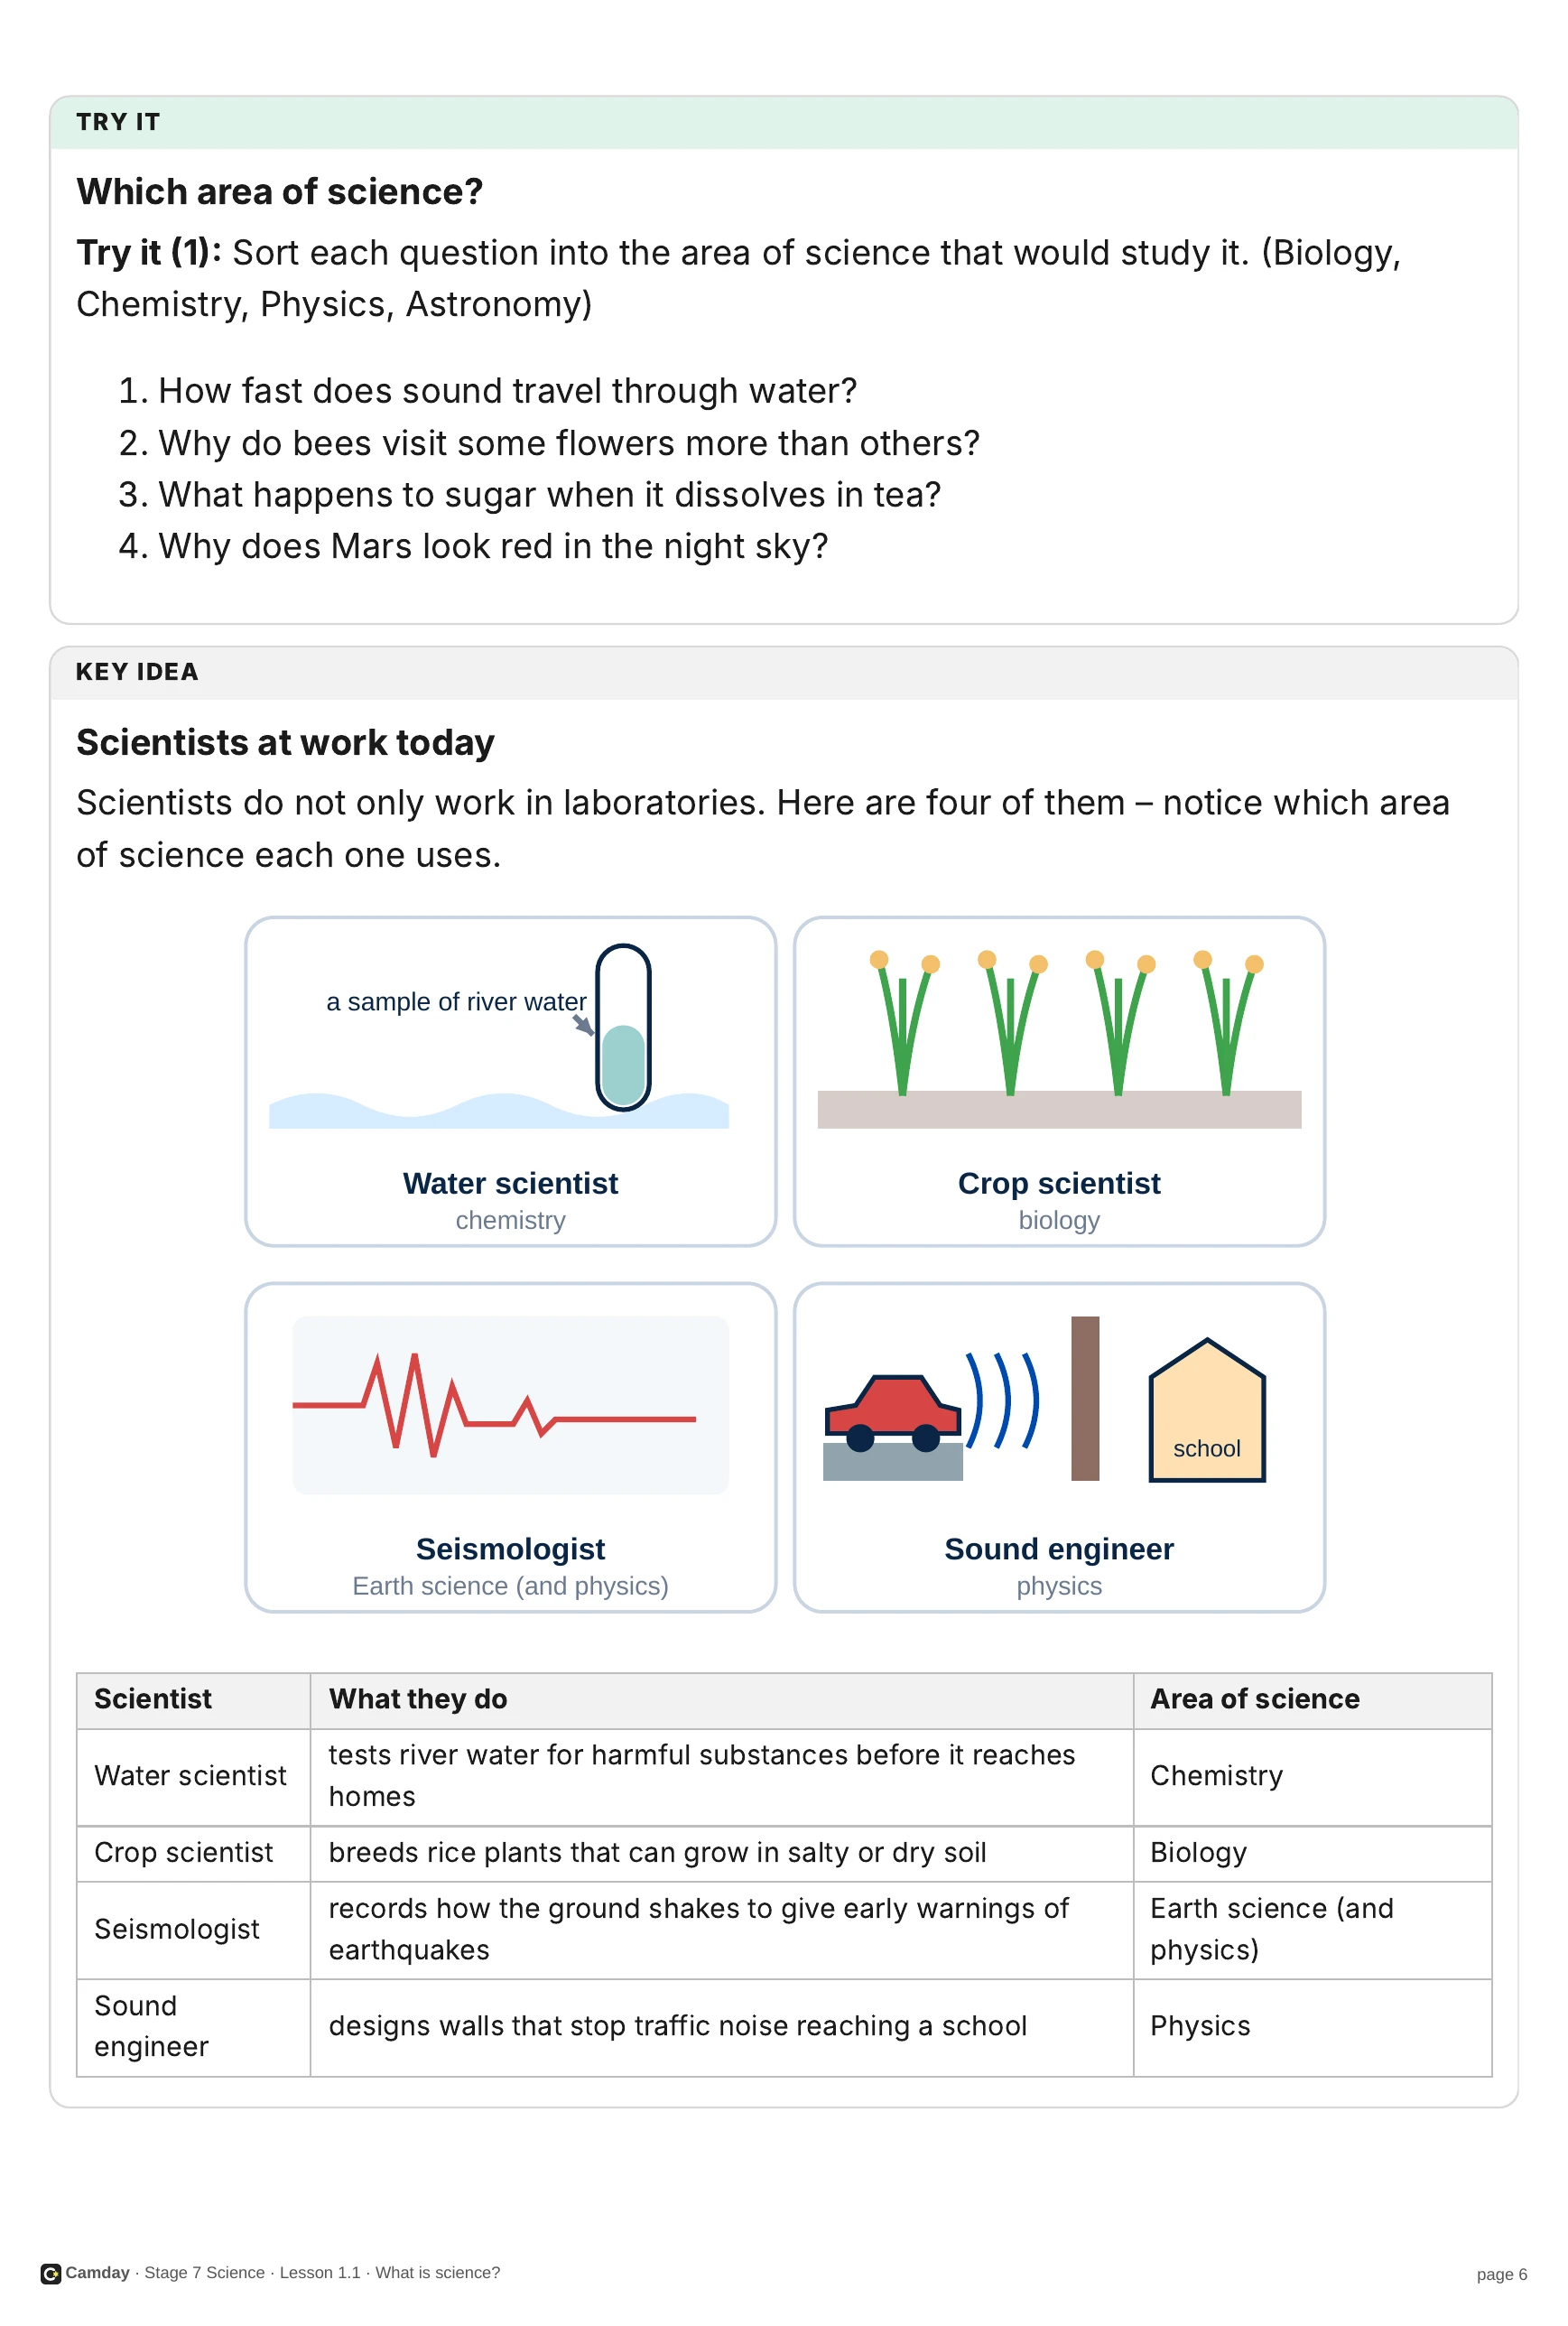 TRY IT
Which area of science?
Try it (1): Sort each question into the area of science that would study it. (Biology,
Chemistry, Physics, Astronomy)
1. How fast does sound travel through water?
2. Why do bees visit some flowers more than others?
3. What happens to sugar when it dissolves in tea?
4. Why does Mars look red in the night sky?
KEY IDEA
Scientists at work today
Scientists do not only work in laboratories. Here are four of them – notice which area
of science each one uses.
a sample of river water
Water scientist
chemistry
Crop scientist
biology
Seismologist
Earth science (and physics)
school
Sound engineer
physics
Scientist What they do Area of science
Water scientist tests river water for harmful substances before it reaches
homes Chemistry
Crop scientist breeds rice plants that can grow in salty or dry soil Biology
Seismologist records how the ground shakes to give early warnings of
earthquakes Earth science (and
physics)
Sound
engineer designs walls that stop traffic noise reaching a school Physics
Camday · Stage 7 Science · Lesson 1.1 · What is science? page 6